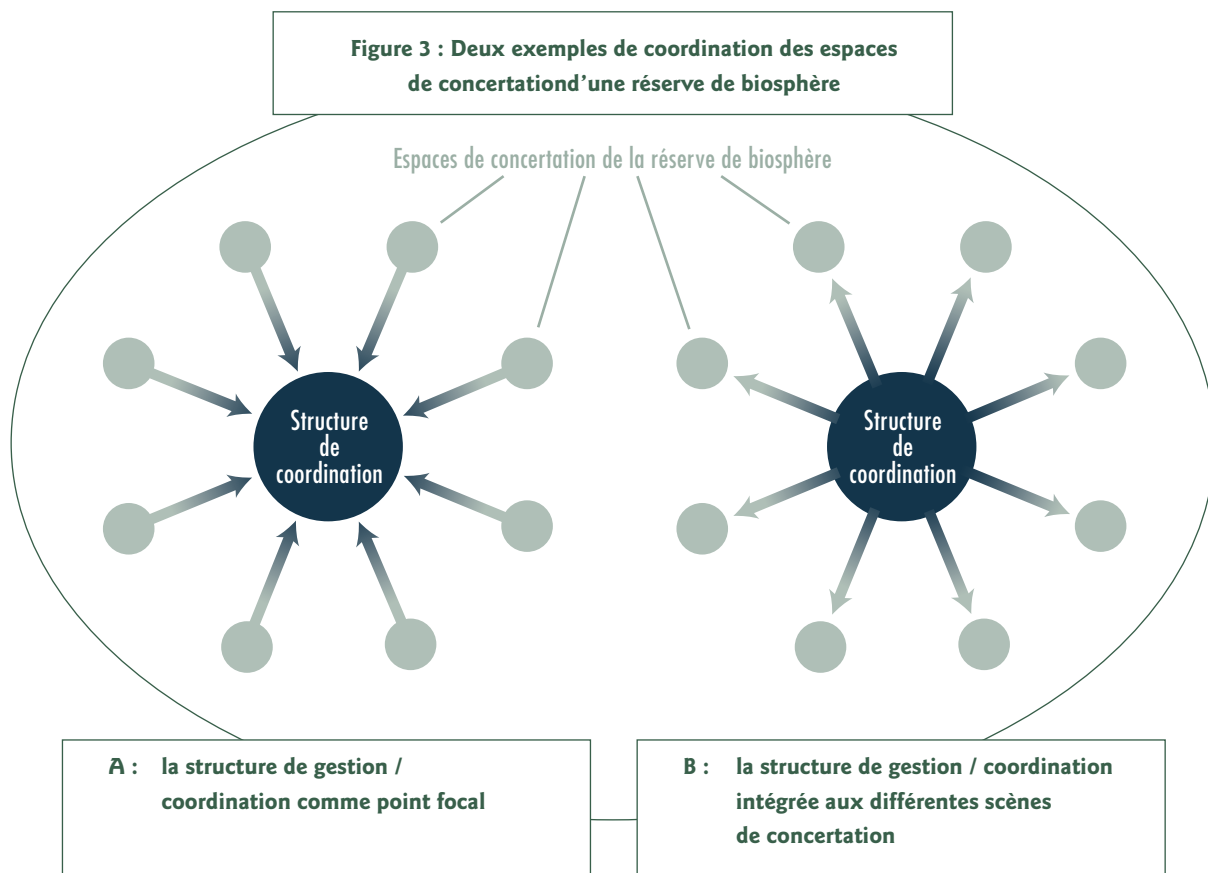 Figure 3 : Deux exemples de coordination des espaces
de concertationd’une réserve de biosphère
Espaces de concertation de la réserve de biosphère
Structure
de
coordination
Structure
de
coordination
A : la structure de gestion /
coordination comme point focal
B : la structure de gestion / coordination
intégrée aux différentes scènes
de concertation